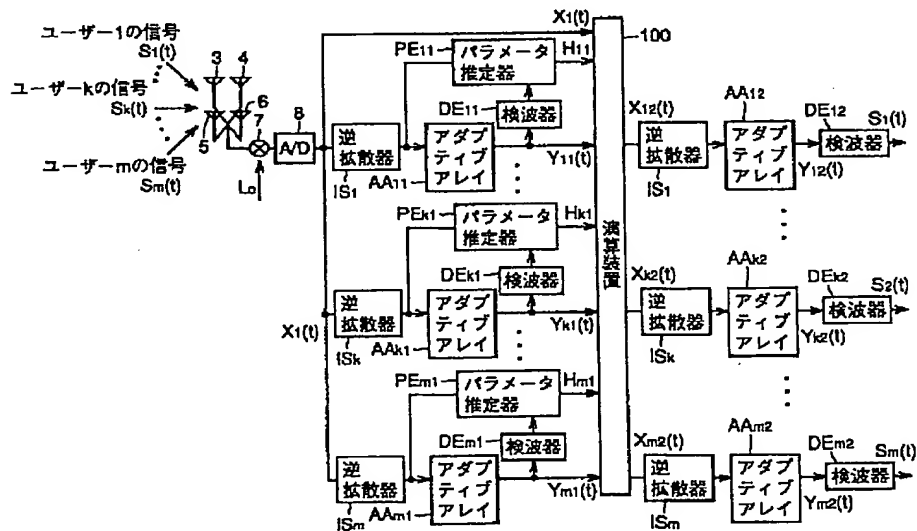 ユーザー1の信号
S1(t)
ユーザーkの信号
Sk(t)
ユーザーmの信号
Sm(t)
3
4
5
6
7
8
A/D
Lo
X1(t)
X1(t)
PE11
パラメータ
推定器
H11
DE11
検波器
逆
拡散器
IS1
アダプ
ティブ
アレイ
AA11
Y11(t)
PEk1
パラメータ
推定器
Hk1
DEk1
検波器
逆
拡散器
ISk
アダプ
ティブ
アレイ
AAk1
Yk1(t)
PEm1
パラメータ
推定器
Hm1
DEm1
検波器
逆
拡散器
ISm
アダプ
ティブ
アレイ
AAm1
Ym1(t)
演算装置
100
X12(t)
逆
拡散器
IS1
AA12
アダプ
ティブ
アレイ
DE12
検波器
S1(t)
Y12(t)
Xk2(t)
逆
拡散器
ISk
AAk2
アダプ
ティブ
アレイ
DEk2
検波器
S2(t)
Yk2(t)
Xm2(t)
逆
拡散器
ISm
AAm2
アダプ
ティブ
アレイ
DEm2
検波器
Sm(t)
Ym2(t)